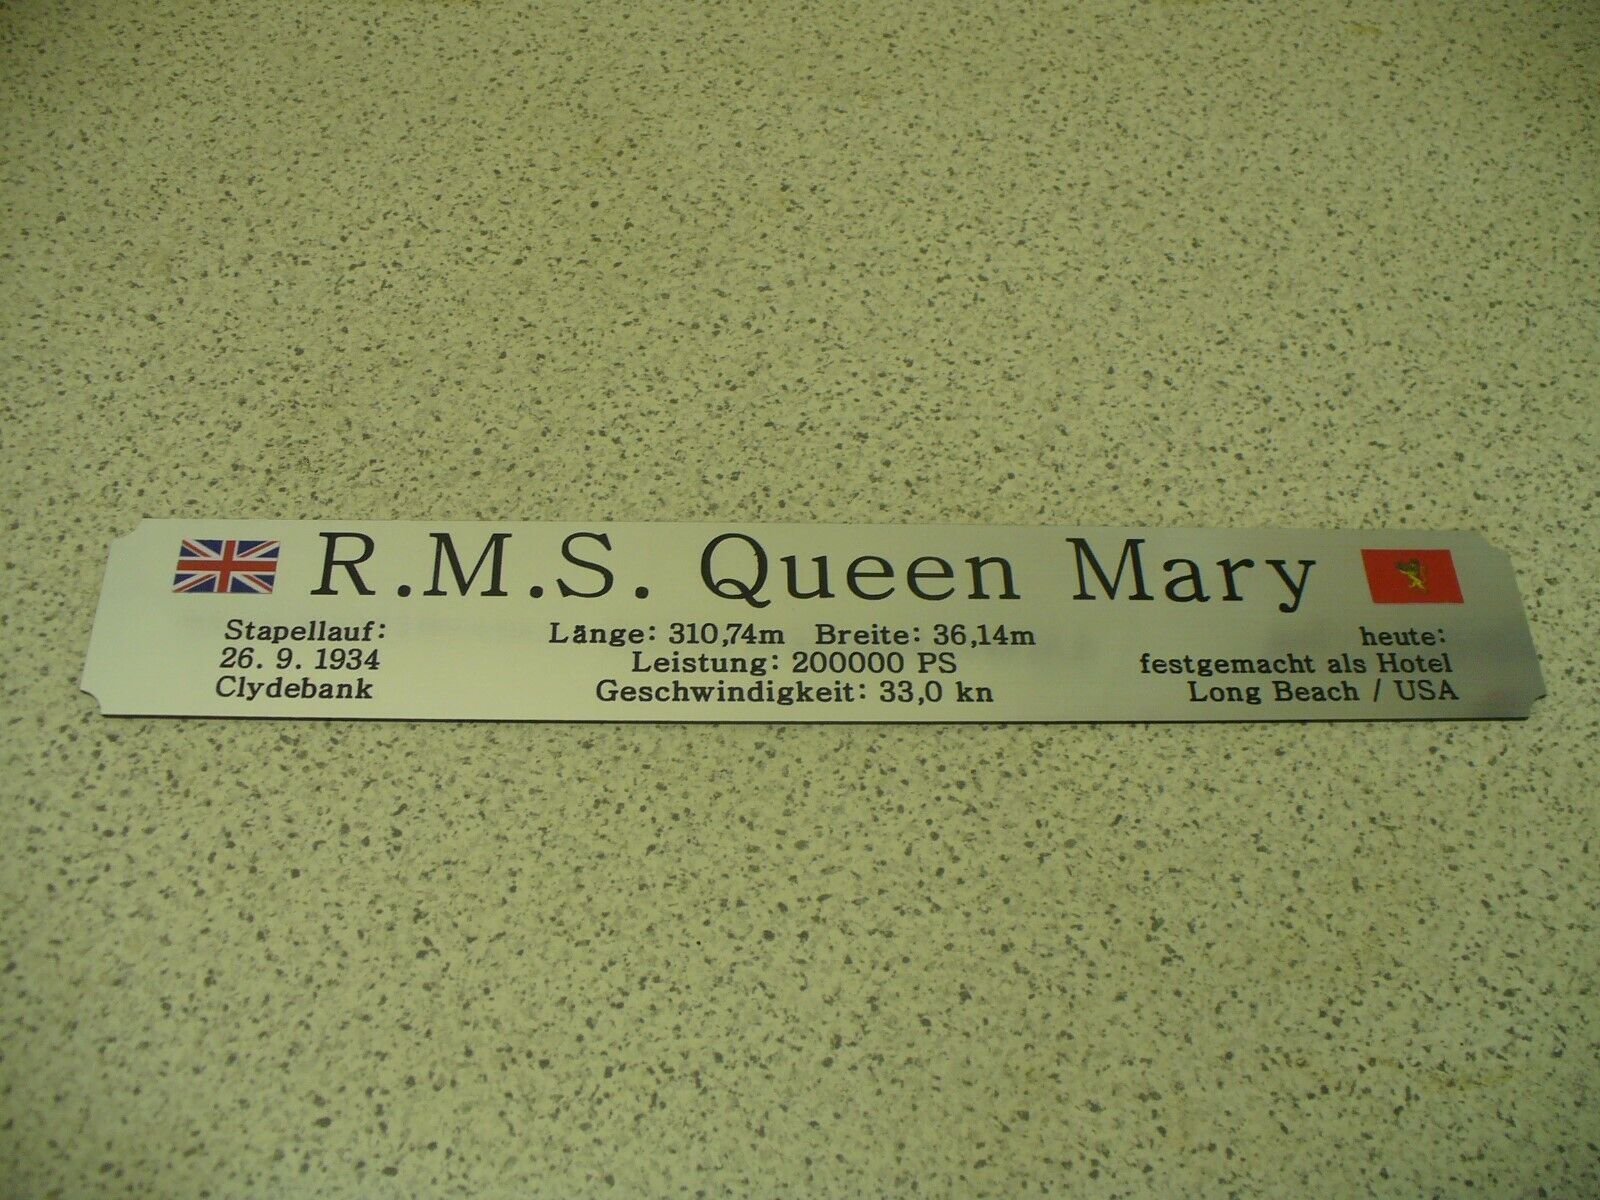 R.M.S. Queen Mary
Stapellauf:
26. 9. 1934
Clydebank
Länge: 310,74m Breite: 36,14m
Leistung: 200000 PS
Geschwindigkeit: 33,0 kn
heute:
festgemacht als Hotel
Long Beach / USA